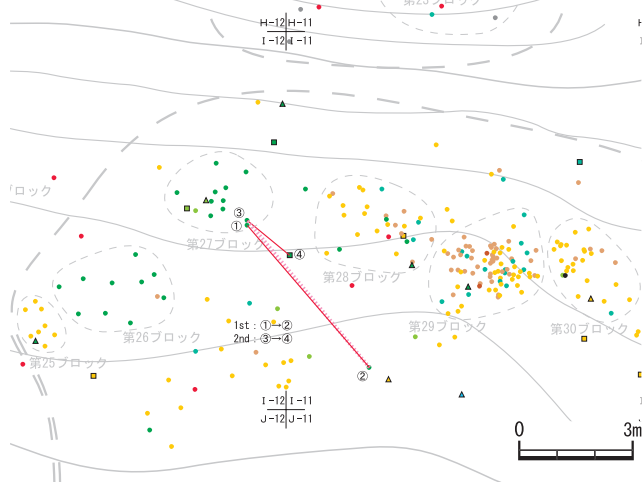 第23ブロック
H-12 H-11
I-12 I-11
ブロック
③
①
第27ブロック
④
第28ブロック
1st : ①→②
2nd : ③→④
第26ブロック
第29ブロック
第30ブロック
第25ブロック
②
I-12 I-11
J-12 J-11
0 3m